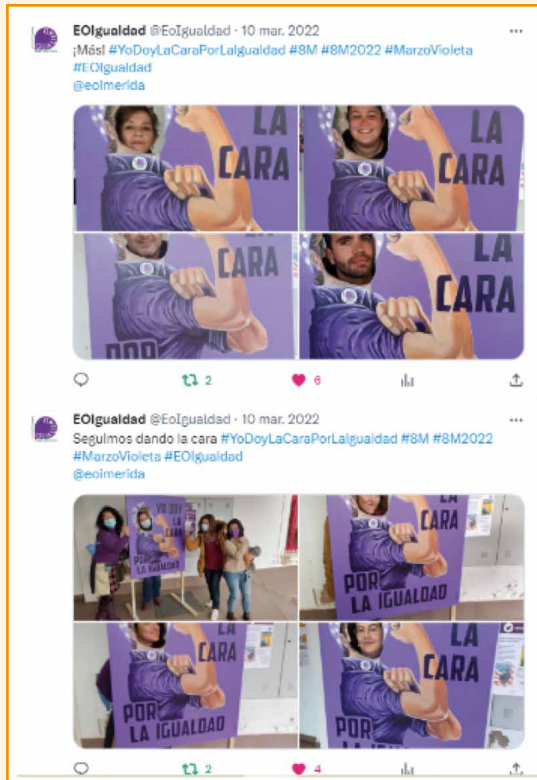 EOIgualdad @EoIgualdad · 10 mar. 2022
¡Más! #YoDoyLaCaraPorLaIgualdad #8M #8M2022 #MarzoVioleta
#EOIgualdad
@eoimerida
LA
CARA
LA
CARA
CARA
POR
LA
CARA
2
6
EOIgualdad @EoIgualdad · 10 mar. 2022
Seguimos dando la cara #YoDoyLaCaraPorLaIgualdad #8M #8M2022
#MarzoVioleta #EOIgualdad
@eoimerida
YO DOY
LA
CARA
POR
LA IGUALDAD
LA
CARA
POR
LA IGUALDAD
LA
CARA
POR
LA IGUALDAD
LA
CARA
POR
2
4